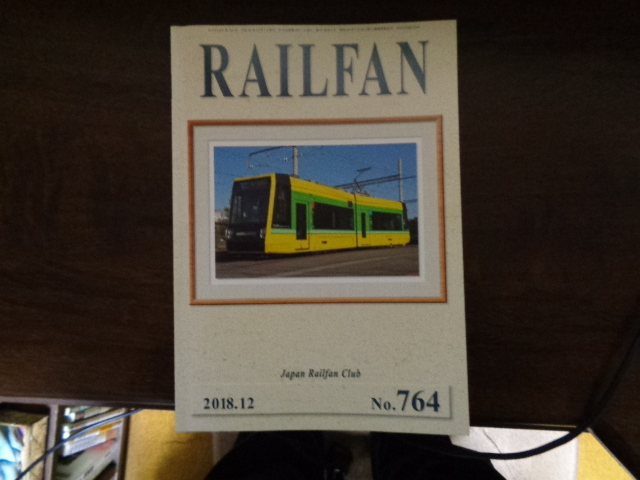 RAILFAN
Japan Railfan Club
2018.12
No.764